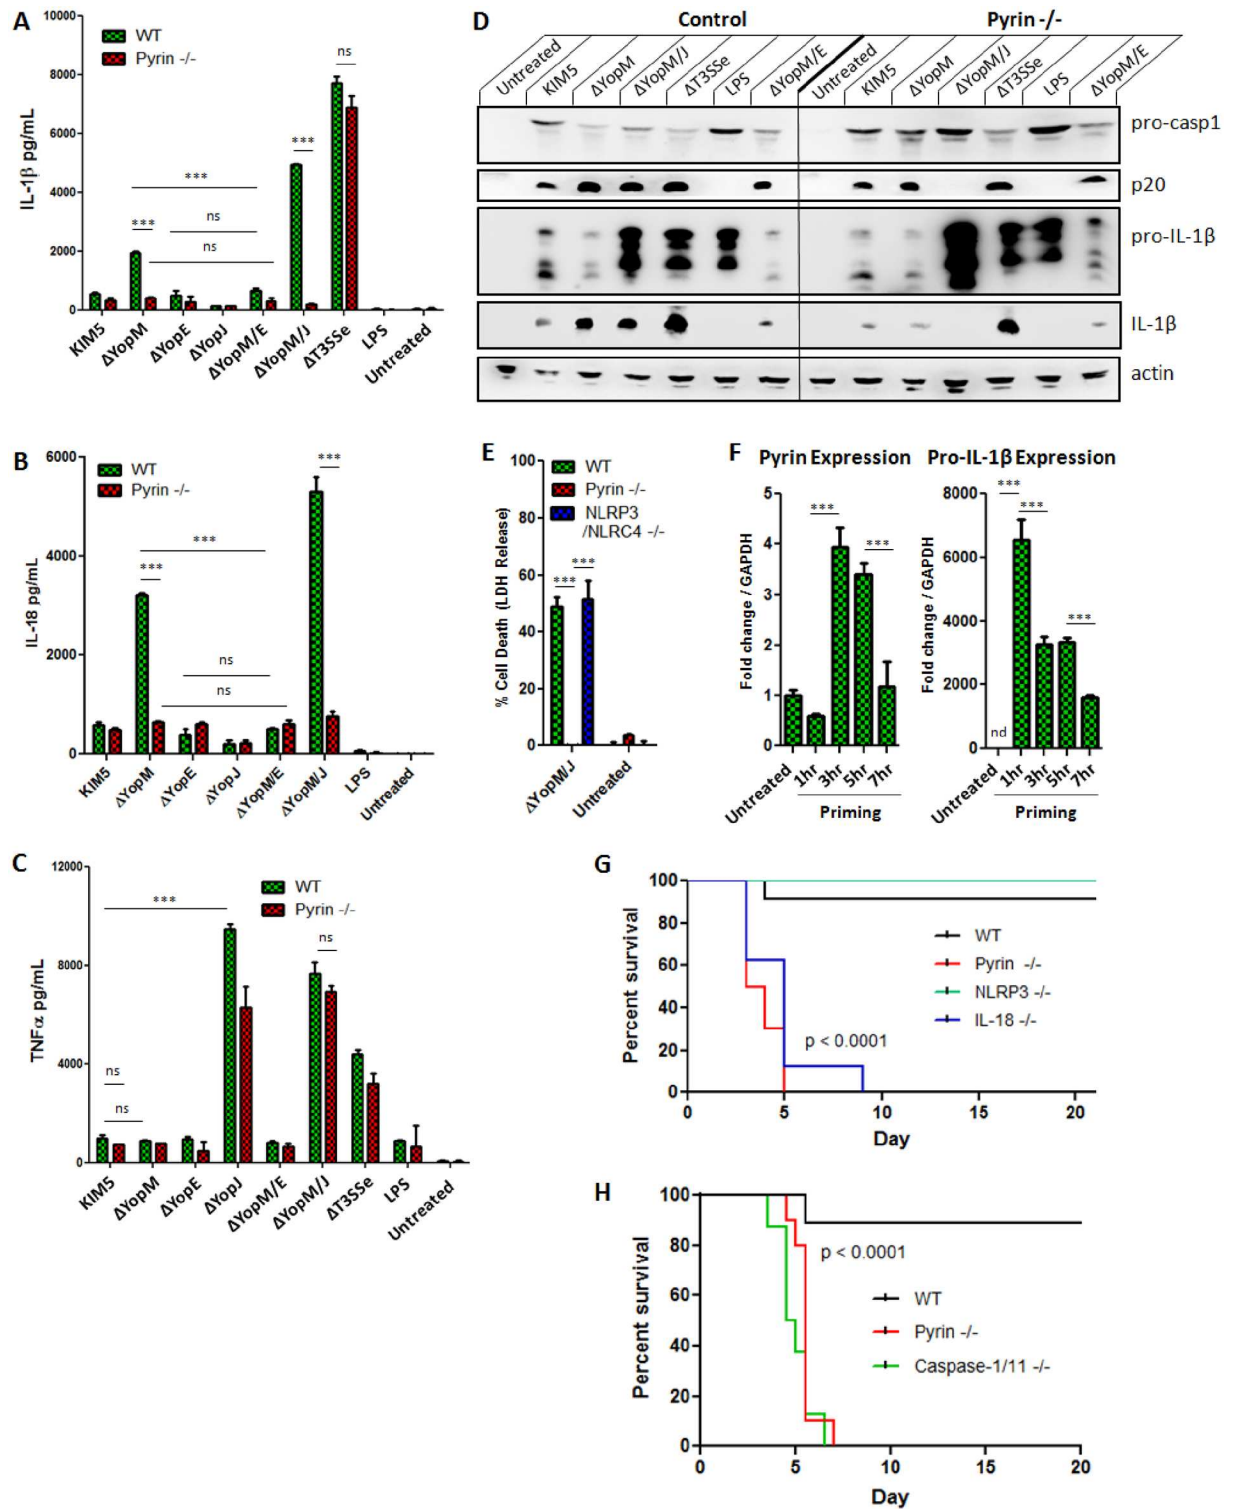 A
10000
8000
6000
4000
2000
0
IL-1β pg/mL
WT
Pyrin -/-
***
***
ns
ns
***
ns
KIM5
ΔYopM
ΔYopE
ΔYopJ
ΔYopM/E
ΔYopM/J
ΔT3SSe
LPS
Untreated
B
6000
4000
2000
0
IL-18 pg/mL
WT
Pyrin -/-
***
***
ns
ns
***
KIM5
ΔYopM
ΔYopE
ΔYopJ
ΔYopM/E
ΔYopM/J
LPS
Untreated
C
12000
8000
4000
0
TNFα pg/mL
WT
Pyrin -/-
***
ns
ns
ns
KIM5
ΔYopM
ΔYopE
ΔYopJ
ΔYopM/E
ΔYopM/J
ΔT3SSe
LPS
Untreated
D
Control
Pyrin -/-
Untreated
KIM5
ΔYopM
ΔYopM/J
ΔT3SSe
LPS
ΔYopM/E
Untreated
KIM5
ΔYopM
ΔYopM/J
ΔT3SSe
LPS
ΔYopM/E
pro-casp1
p20
pro-IL-1β
IL-1β
actin
E
100
80
60
40
20
0
% Cell Death (LDH Release)
WT
Pyrin -/-
NLRP3
/NLRC4 -/-
***
***
ΔYopM/J
Untreated
F
Pyrin Expression
5
4
3
2
1
0
Fold change / GAPDH
***
***
Untreated
1hr
3hr
5hr
7hr
Priming
Pro-IL-1β Expression
8000
6000
4000
2000
0
Fold change / GAPDH
***
***
***
nd
Untreated
1hr
3hr
5hr
7hr
Priming
G
100
80
60
40
20
0
Percent survival
WT
Pyrin -/-
NLRP3 -/-
IL-18 -/-
p < 0.0001
0
5
10
15
20
Day
H
100
80
60
40
20
0
Percent survival
p < 0.0001
WT
Pyrin -/-
Caspase-1/11 -/-
0
5
10
15
20
Day